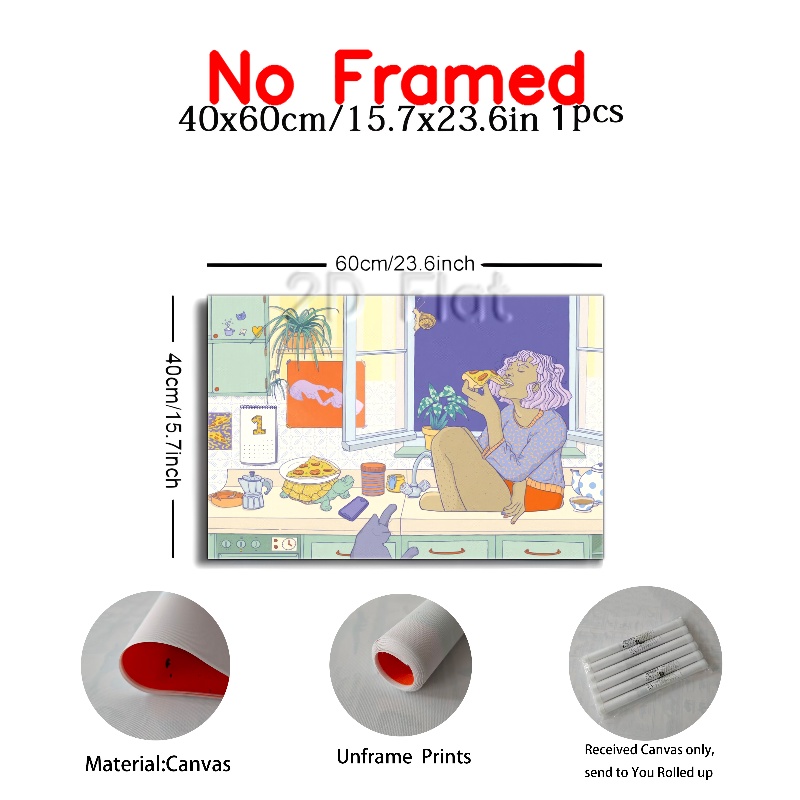 No Framed
40x60cm/15.7x23.6in 1pcs
60cm/23.6inch
2D Flat
40cm/15.7inch
1
Material:Canvas
Unframe Prints
Received Canvas only,
send to You Rolled up